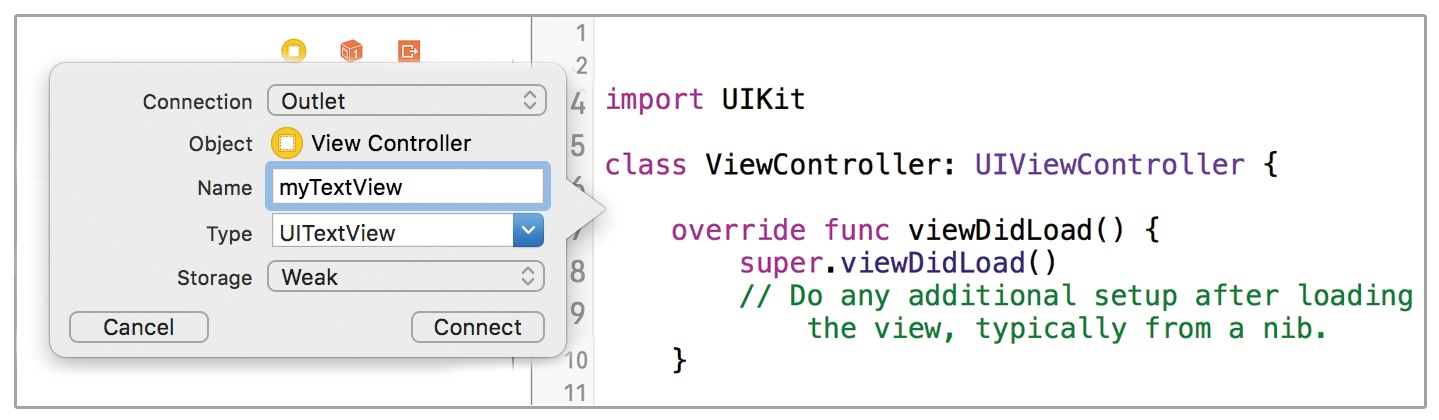 Connection Outlet
Object View Controller
Name myTextView
Type UITextView
Storage Weak
Cancel Connect
1
2
4 import UIKit
5 class ViewController: UIViewController {
6
7 override func viewDidLoad() {
8 super.viewDidLoad()
9 // Do any additional setup after loading
the view, typically from a nib.
10 }
11